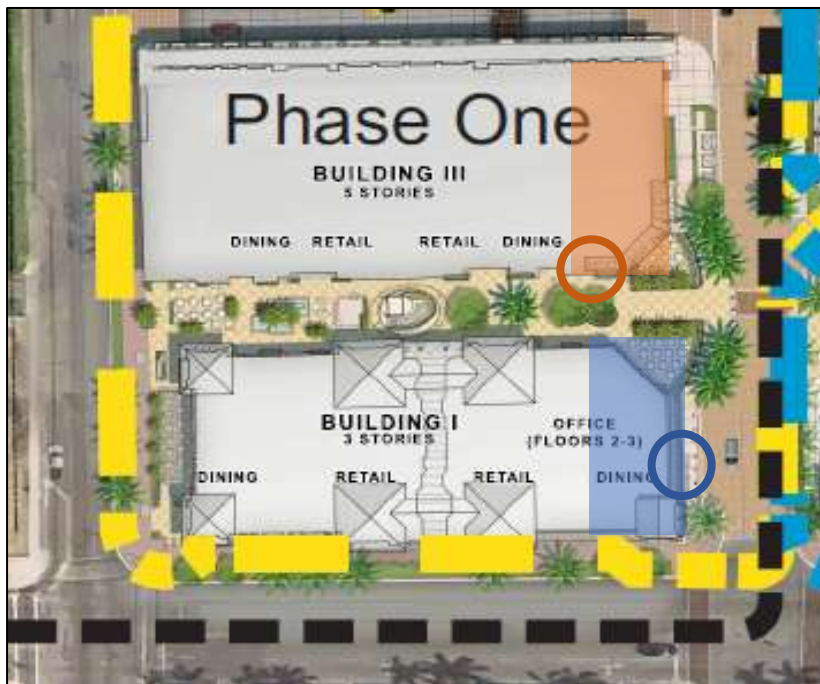 Phase One
BUILDING III
5 STORIES
DINING RETAIL RETAIL DINING
BUILDING I
3 STORIES
OFFICE
(FLOORS 2-3)
DINING RETAIL RETAIL DINING